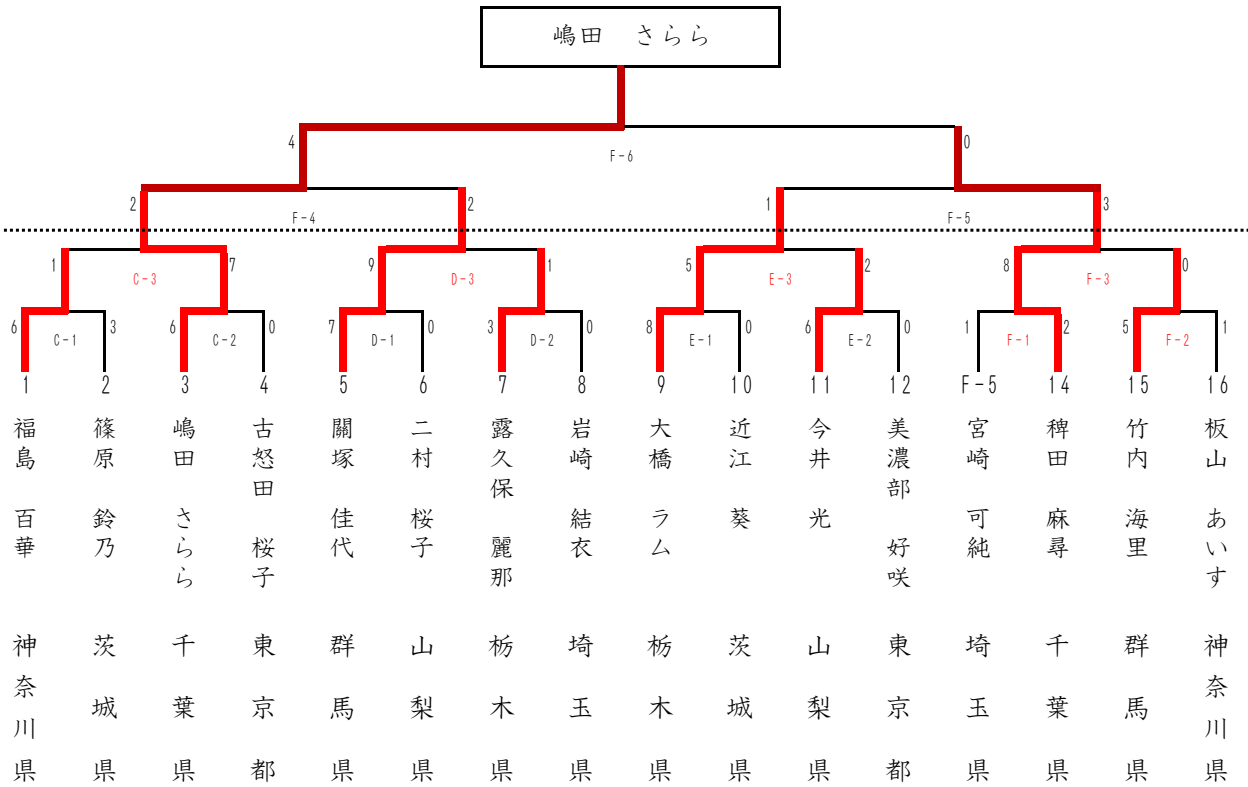 嶋田　さらら
4 0
F-6
2 2 1 3
F-4 F-5
1 7 9 1 5 2 8 0
C-3 D-3 E-3 F-3
6 3 6 0 7 0 3 0 8 0 6 0 1 2 5 1
C-1 C-2 D-1 D-2 E-1 E-2 F-1 F-2
1 2 3 4 5 6 7 8 9 10 11 12 F-5 14 15 16
福島　百華
篠原　鈴乃
嶋田　さらら
古怒田　桜子
關塚　佳代
二村　桜子
露久保　麗那
岩崎　結衣
大橋　ラム
近江　葵
今井　光
美濃部　好咲
宮崎　可純
稗田　麻尋
竹内　海里
板山　あいす
神奈川県
茨城県
千葉県
東京都
群馬県
山梨県
栃木県
埼玉県
栃木県
茨城県
山梨県
東京都
埼玉県
千葉県
群馬県
神奈川県